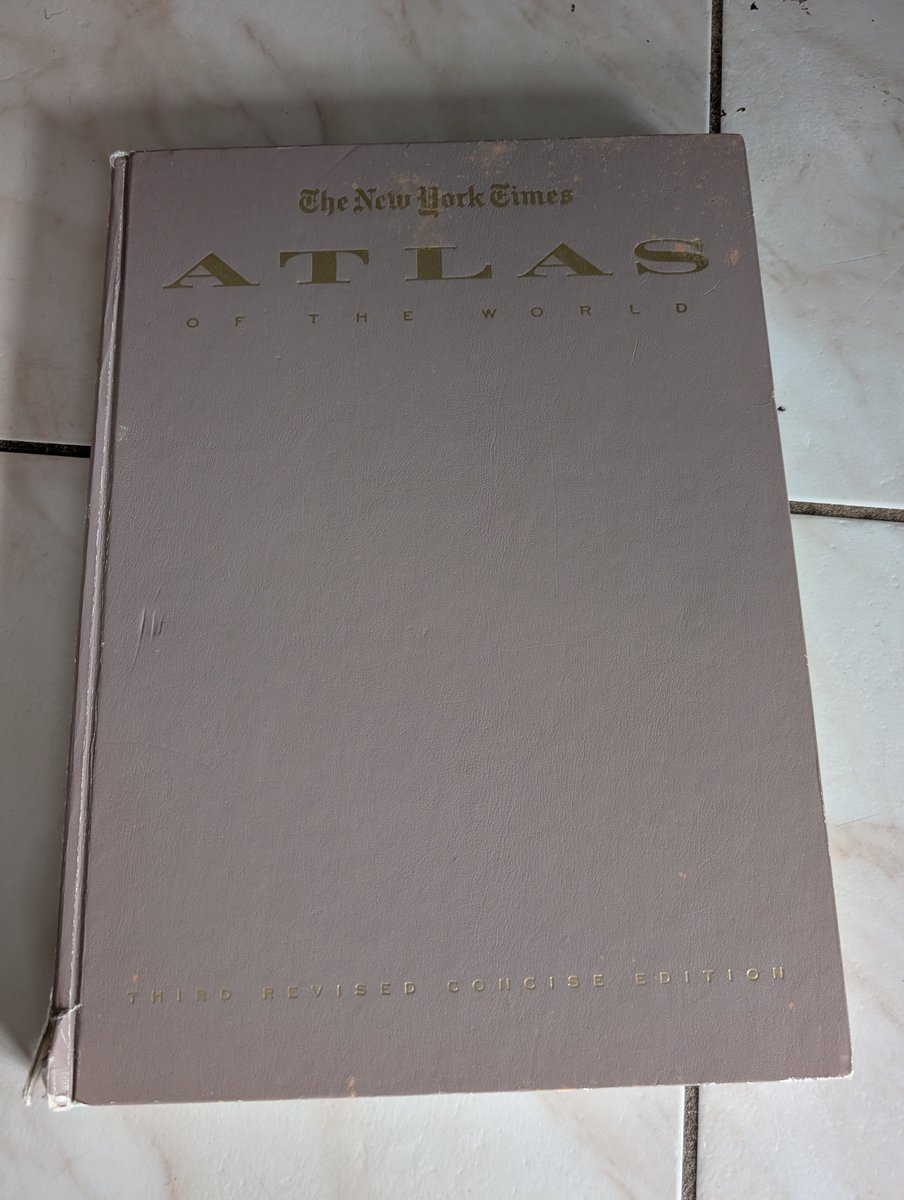 The New York Times
ATLAS
OF THE WORLD
THIRD REVISED CONCISE EDITION